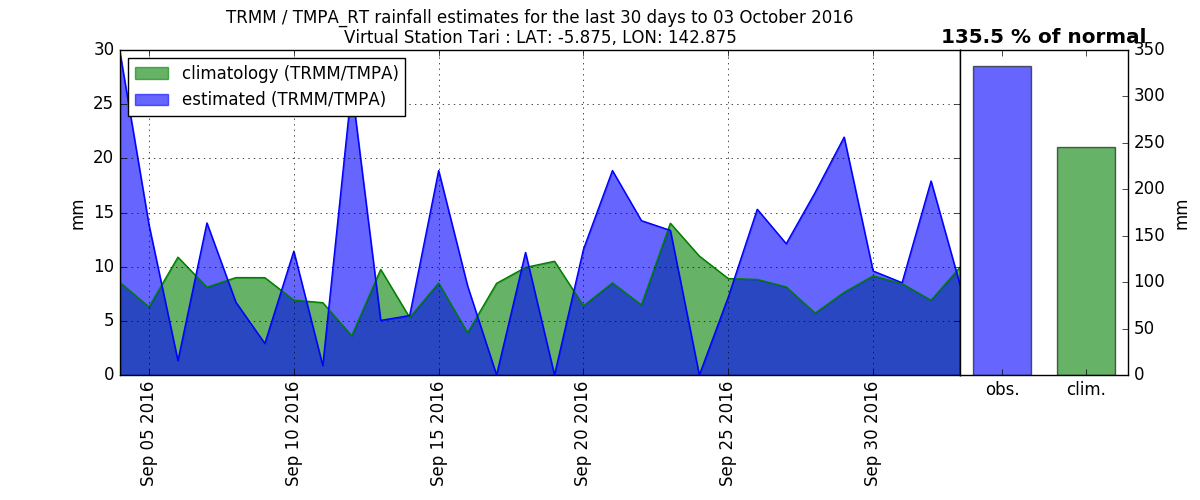 TRMM / TMPA_RT rainfall estimates for the last 30 days to 03 October 2016
Virtual Station Tari : LAT: -5.875, LON: 142.875
135.5 % of normal
climatology (TRMM/TMPA)
estimated (TRMM/TMPA)
30
25
20
15
10
5
0
mm
Sep 05 2016
Sep 10 2016
Sep 15 2016
Sep 20 2016
Sep 25 2016
Sep 30 2016
350
300
250
200
150
100
50
0
mm
obs.
clim.